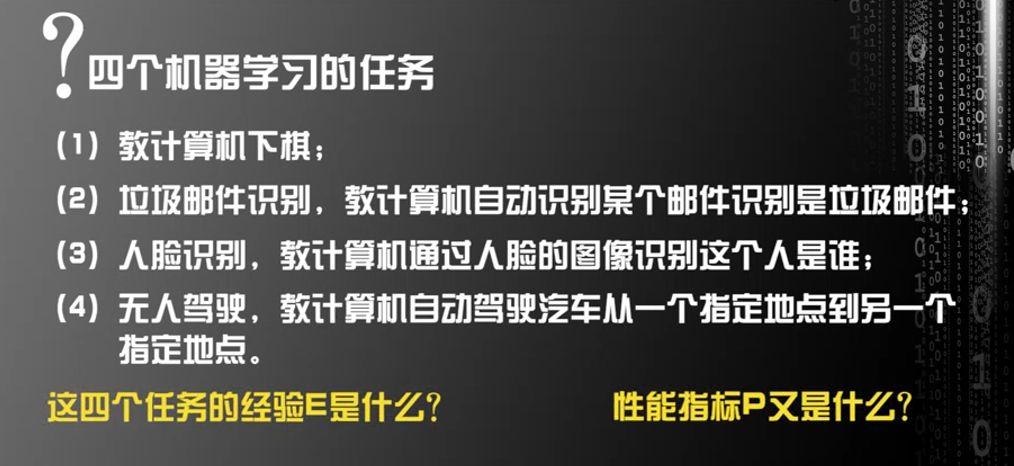 ? 四个机器学习的任务
(1) 教计算机下棋；
(2) 垃圾邮件识别，教计算机自动识别某个邮件识别是垃圾邮件；
(3) 人脸识别，教计算机通过人脸的图像识别这个人是谁；
(4) 无人驾驶，教计算机自动驾驶汽车从一个指定地点到另一个
指定地点。
这四个任务的经验E是什么？ 性能指标P又是什么？